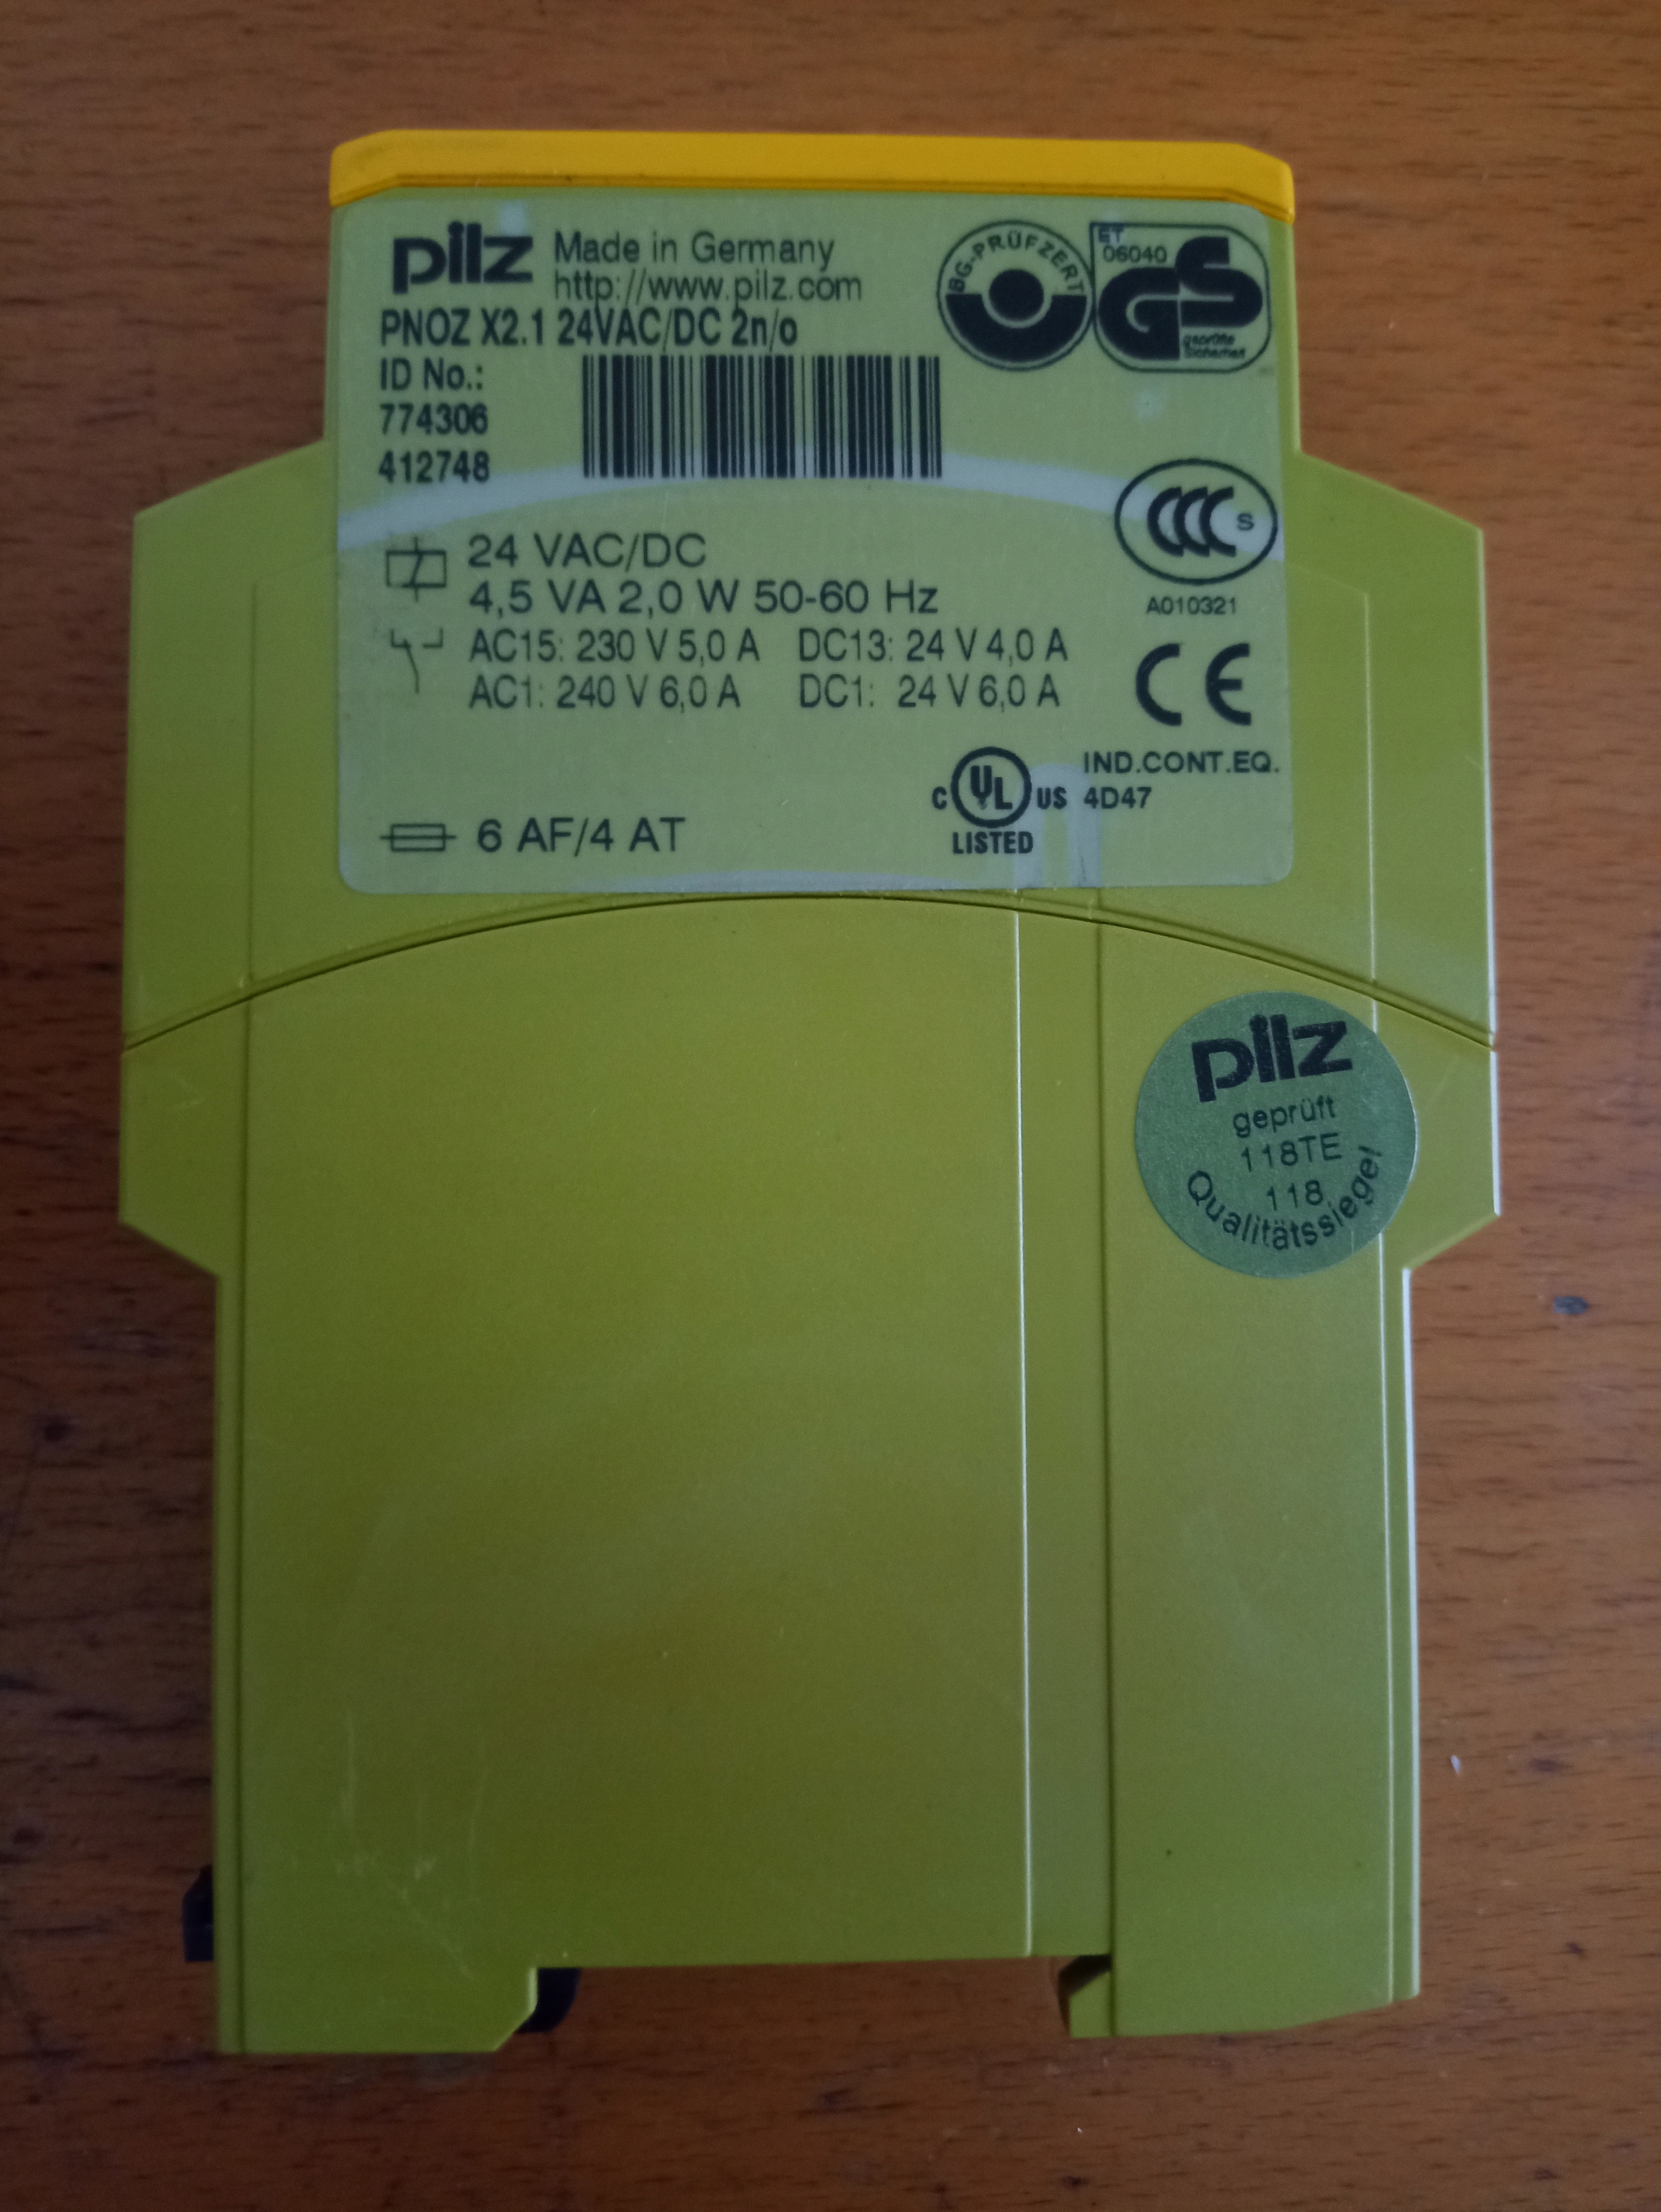 pilz Made in Germany
http://www.pilz.com
PNOZ X2.1 24VAC/DC 2n/o
ID No.:
774306
412748
BG-PRÜFZERT
ET
06040
GS
geprüfte
Sicherheit
24 VAC/DC
4,5 VA 2,0 W 50-60 Hz
AC15: 230 V 5,0 A DC13: 24 V 4,0 A
AC1: 240 V 6,0 A DC1: 24 V 6,0 A
CCC S
A010321
CE
C UL US
LISTED
IND.CONT.EQ.
4D47
6 AF/4 AT
pilz
geprüft
118TE
118
Qualitätssiegel